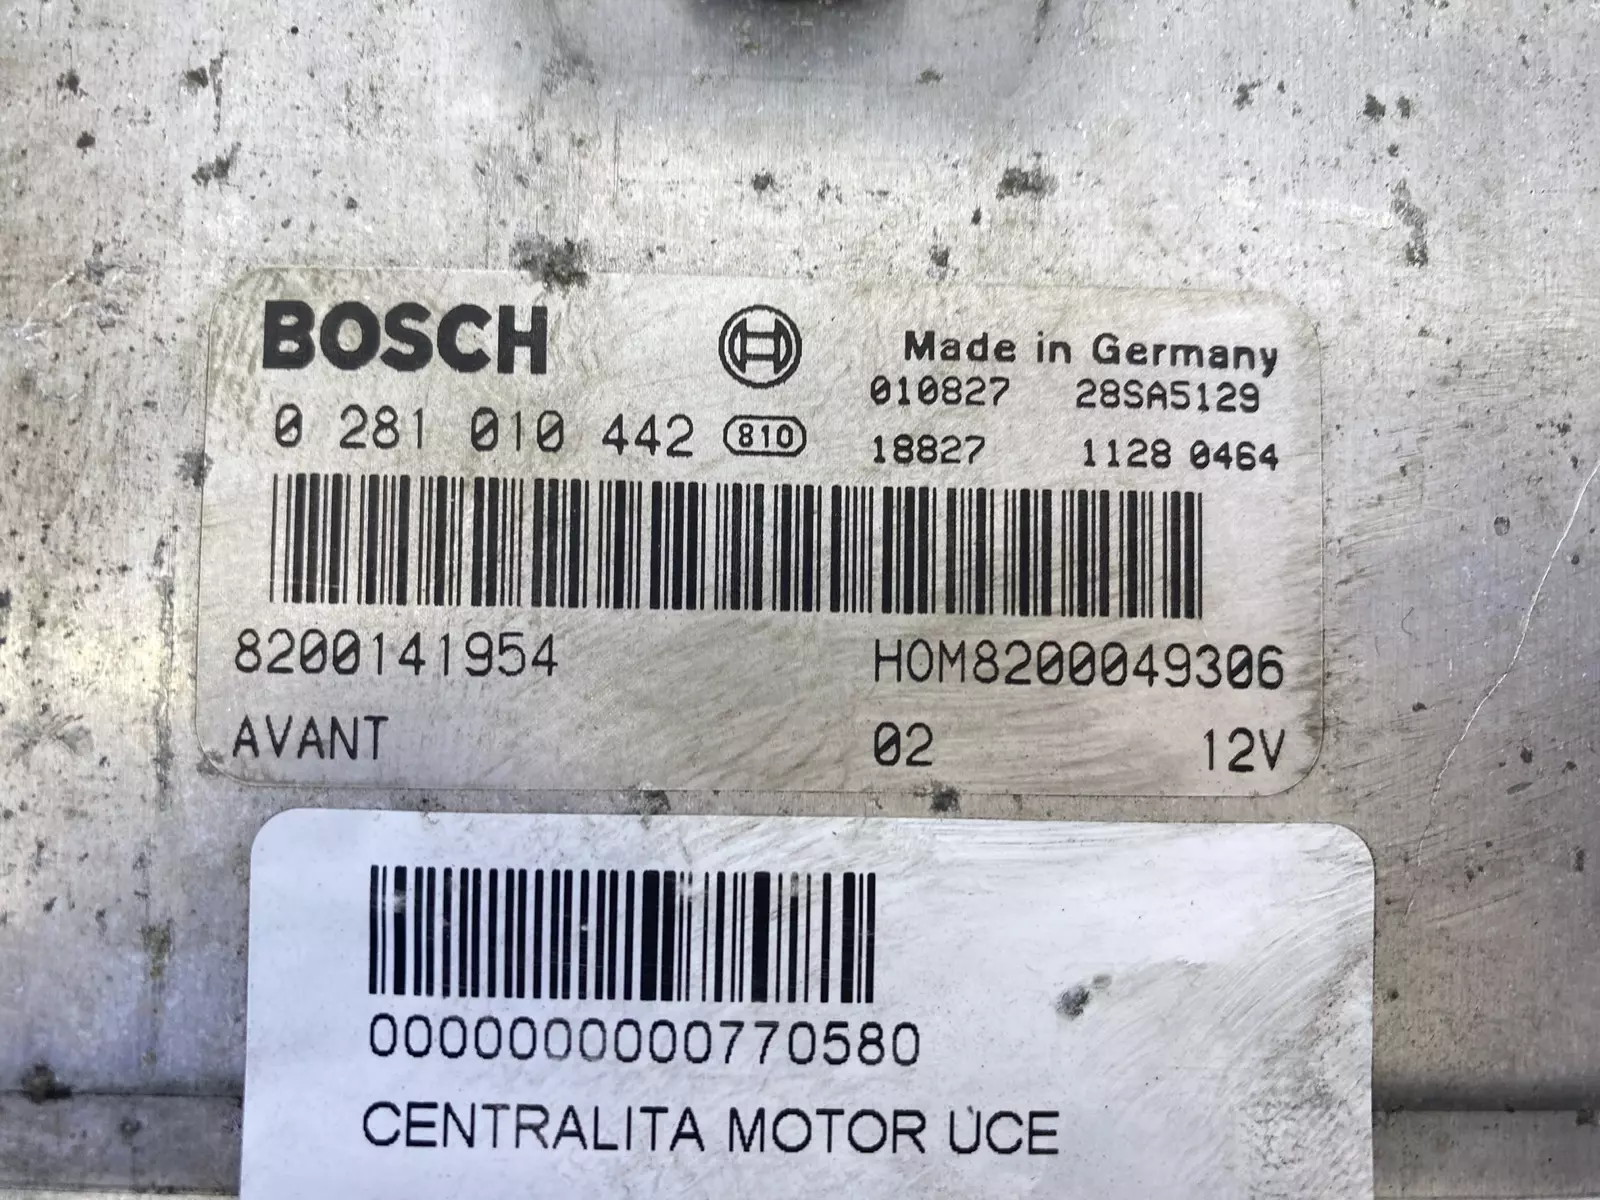 BOSCH
Made in Germany
010827 28SA5129
0 281 010 442 810
18827 1128 0464
8200141954 HOM8200049306
AVANT 02 12V
0000000000770580
CENTRALITA MOTOR UCE